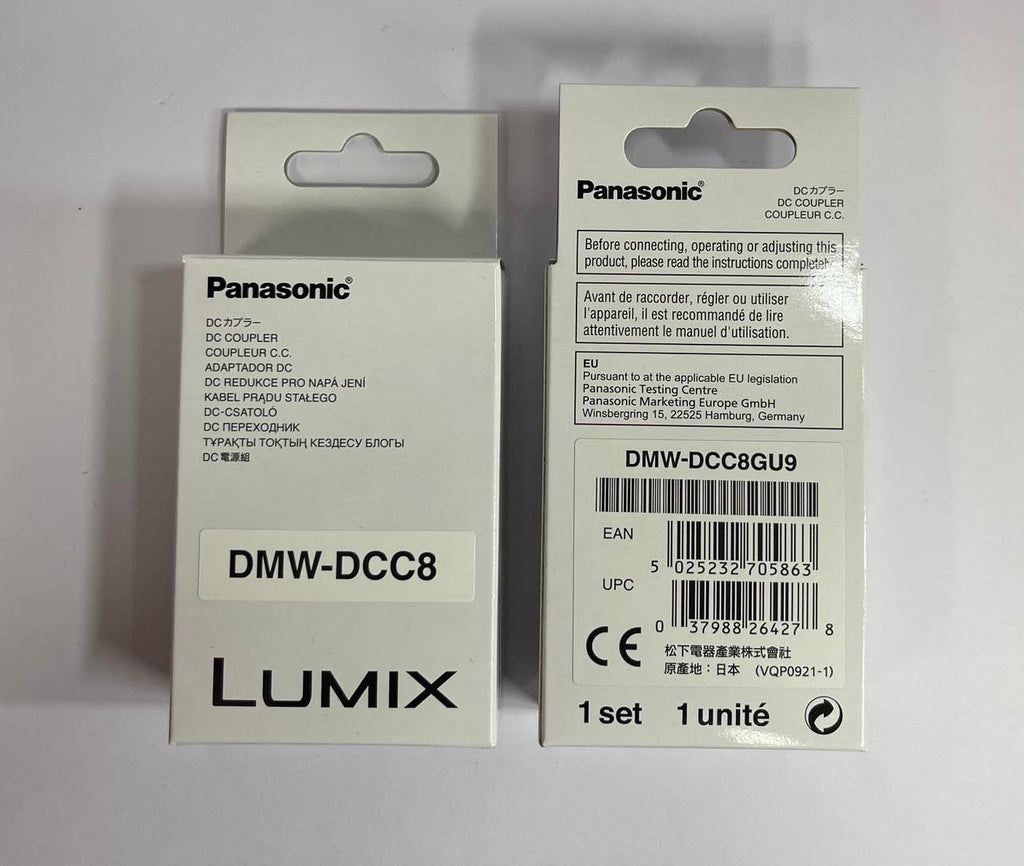 Panasonic®
DCカプラー
DC COUPLER
COUPLEUR C.C.
ADAPTADOR DC
DC REDUKCE PRO NAPÁ JENÍ
KABEL PRĄDU STAŁEGO
DC-CSATOLÓ
DC ПЕРЕХОДНИК
ТҰРАҚТЫ ТОҚТЫҢ КЕЗДЕСУ БЛОГЫ
DC電源組
DMW-DCC8
LUMIX
Panasonic®
DCカプラー
DC COUPLER
COUPLEUR C.C.
Before connecting, operating or adjusting this
product, please read the instructions completely.
Avant de raccorder, régler ou utiliser
l'appareil, il est recommandé de lire
attentivement le manuel d'utilisation.
EU
Pursuant to at the applicable EU legislation
Panasonic Testing Centre
Panasonic Marketing Europe GmbH
Winsbergring 15, 22525 Hamburg, Germany
DMW-DCC8GU9
EAN
5 025232 705863
UPC
0 37988 26427 8
CE
松下電器產業株式會社
原產地：日本 (VQP0921-1)
1 set 1 unité